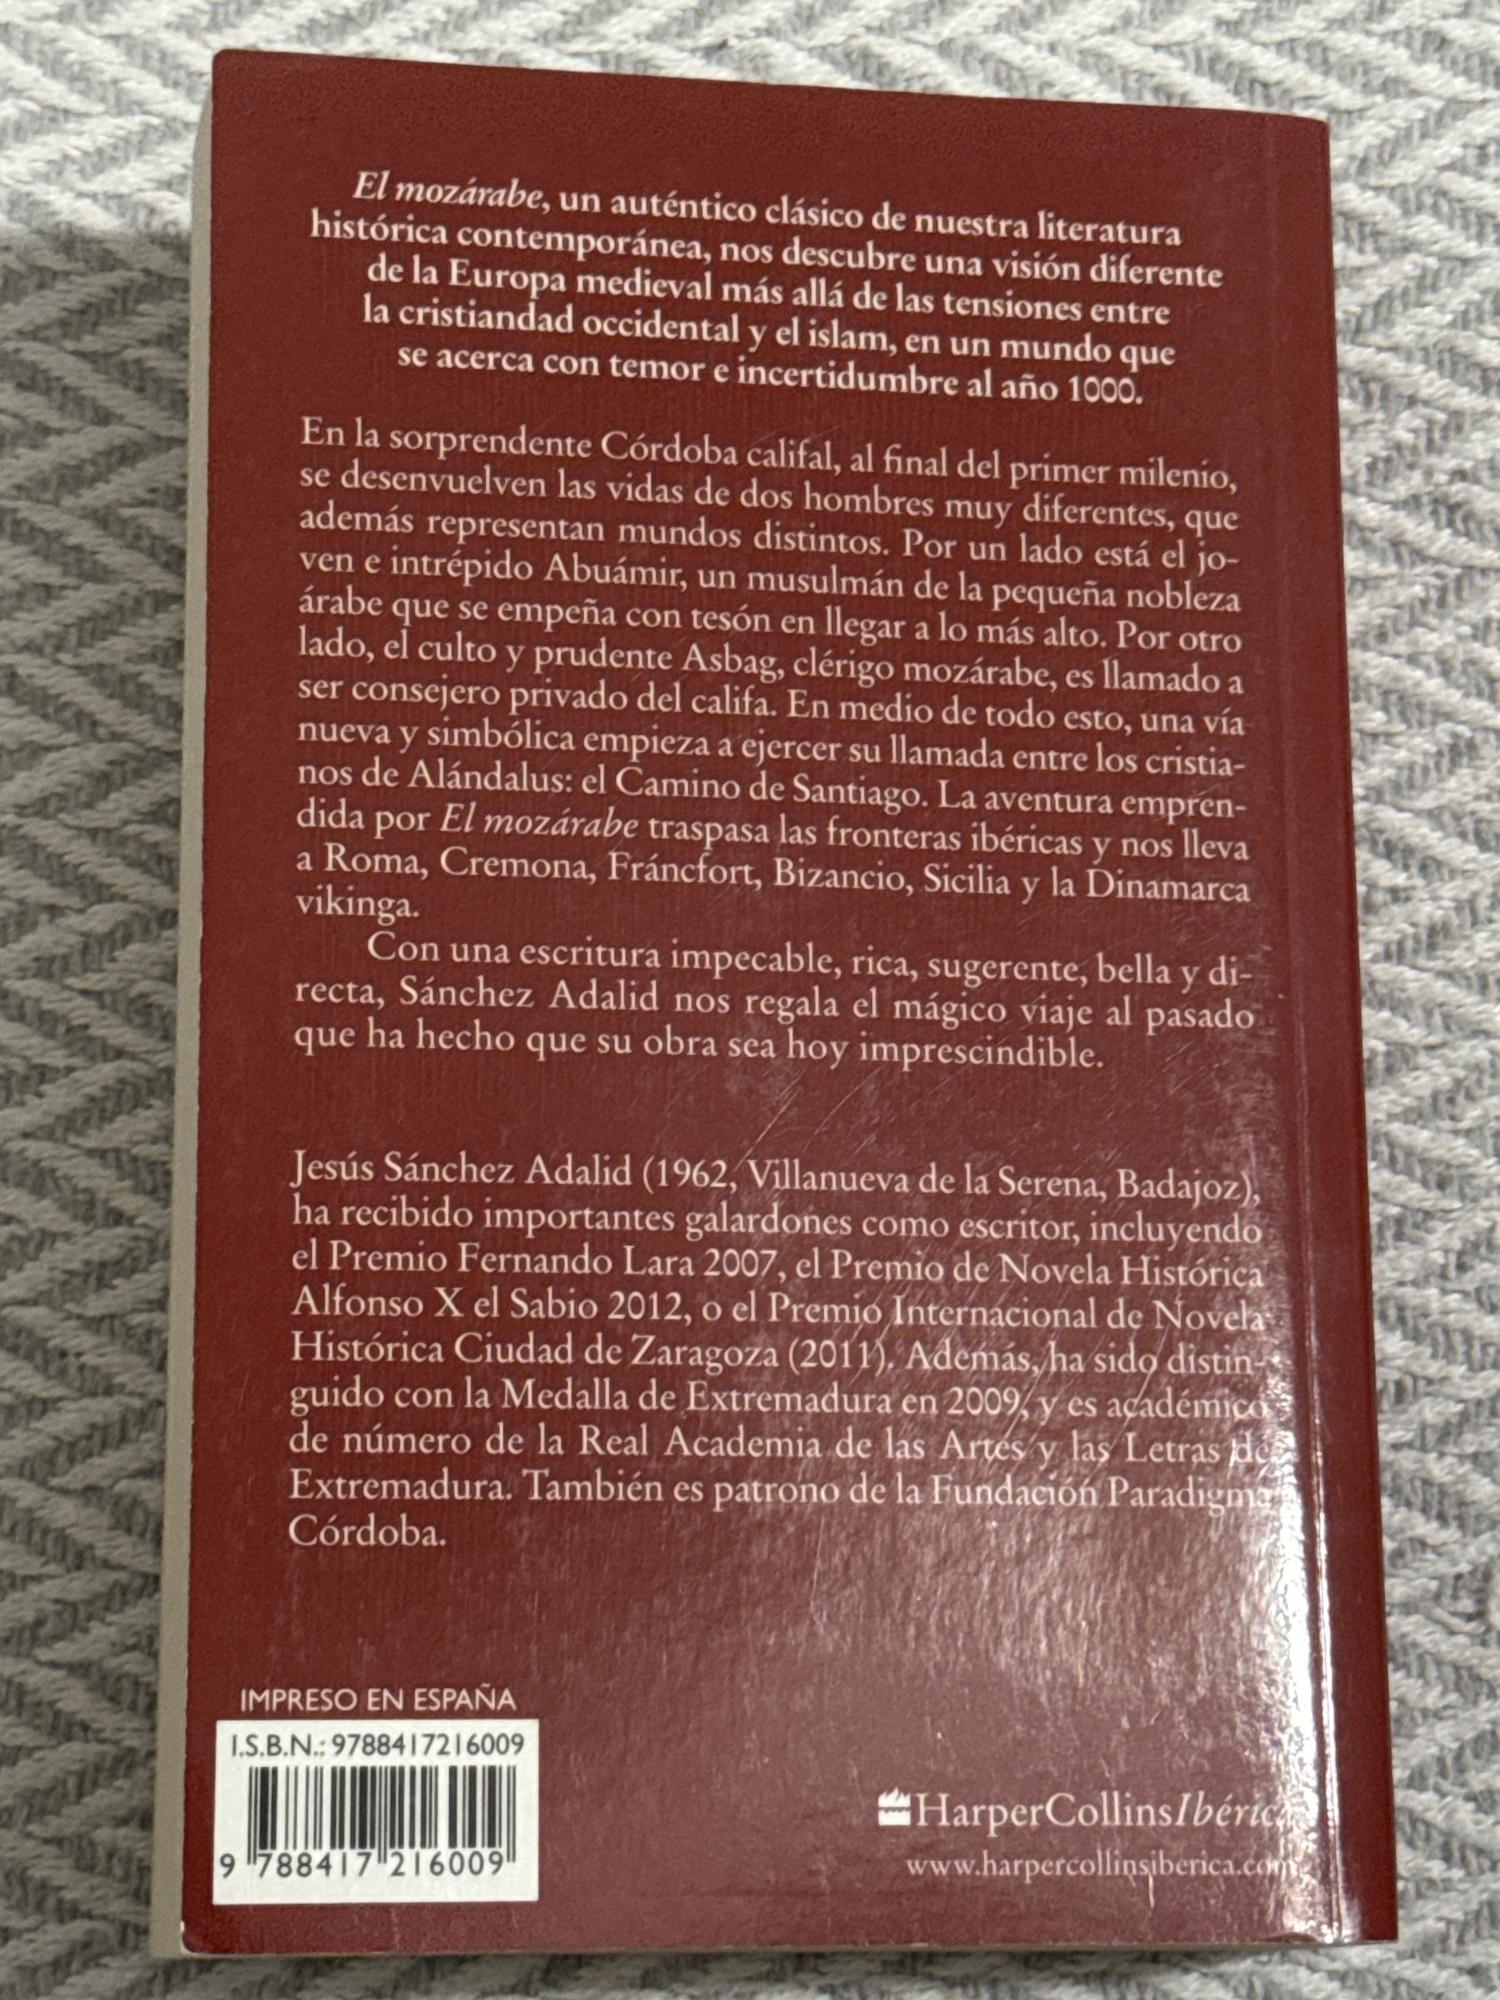 El mozárabe, un auténtico clásico de nuestra literatura
histórica contemporánea, nos descubre una visión diferente
de la Europa medieval más allá de las tensiones entre
la cristiandad occidental y el islam, en un mundo que
se acerca con temor e incertidumbre al año 1000.
En la sorprendente Córdoba califal, al final del primer milenio,
se desenvuelven las vidas de dos hombres muy diferentes, que
además representan mundos distintos. Por un lado está el jo-
ven e intrépido Abuámir, un musulmán de la pequeña nobleza
árabe que se empeña con tesón en llegar a lo más alto. Por otro
lado, el culto y prudente Asbag, clérigo mozárabe, es llamado a
ser consejero privado del califa. En medio de todo esto, una vía
nueva y simbólica empieza a ejercer su llamada entre los cristia-
nos de Alándalus: el Camino de Santiago. La aventura empren-
dida por El mozárabe traspasa las fronteras ibéricas y nos lleva
a Roma, Cremona, Fráncfort, Bizancio, Sicilia y la Dinamarca
vikinga.
Con una escritura impecable, rica, sugerente, bella y di-
recta, Sánchez Adalid nos regala el mágico viaje al pasado
que ha hecho que su obra sea hoy imprescindible.
Jesús Sánchez Adalid (1962, Villanueva de la Serena, Badajoz),
ha recibido importantes galardones como escritor, incluyendo
el Premio Fernando Lara 2007, el Premio de Novela Histórica
Alfonso X el Sabio 2012, o el Premio Internacional de Novela
Histórica Ciudad de Zaragoza (2011). Además, ha sido distin-
guido con la Medalla de Extremadura en 2009, y es académico
de número de la Real Academia de las Artes y las Letras de
Extremadura. También es patrono de la Fundación Paradigma
Córdoba.
IMPRESO EN ESPAÑA
I.S.B.N.: 9788417216009
9 788417 216009
HarperCollinsIbérica
www.harpercollinsiberica.com